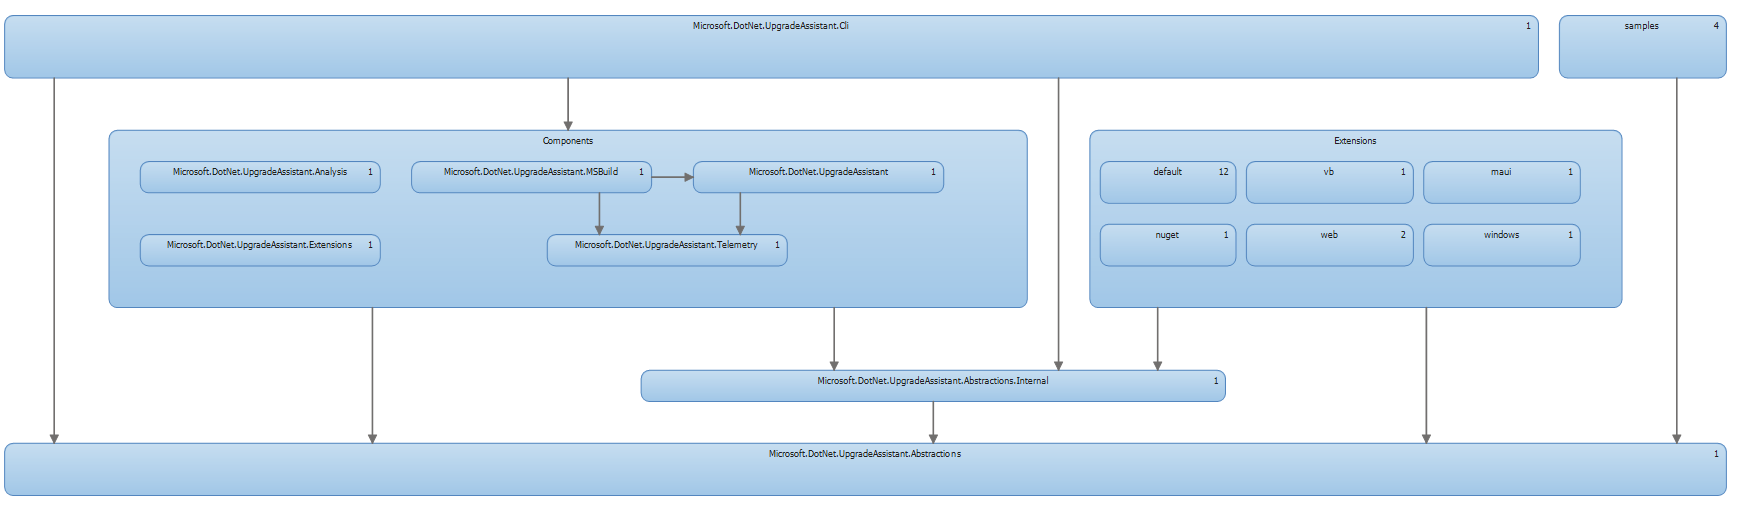 Microsoft.DotNet.UpgradeAssistant.Cli 1
samples 4
Components
Microsoft.DotNet.UpgradeAssistant.Analysis 1
Microsoft.DotNet.UpgradeAssistant.MSBuild 1
Microsoft.DotNet.UpgradeAssistant 1
Microsoft.DotNet.UpgradeAssistant.Extensions 1
Microsoft.DotNet.UpgradeAssistant.Telemetry 1
Extensions
default 12
vb 1
maui 1
nuget 1
web 2
windows 1
Microsoft.DotNet.UpgradeAssistant.Abstractions.Internal 1
Microsoft.DotNet.UpgradeAssistant.Abstractions 1